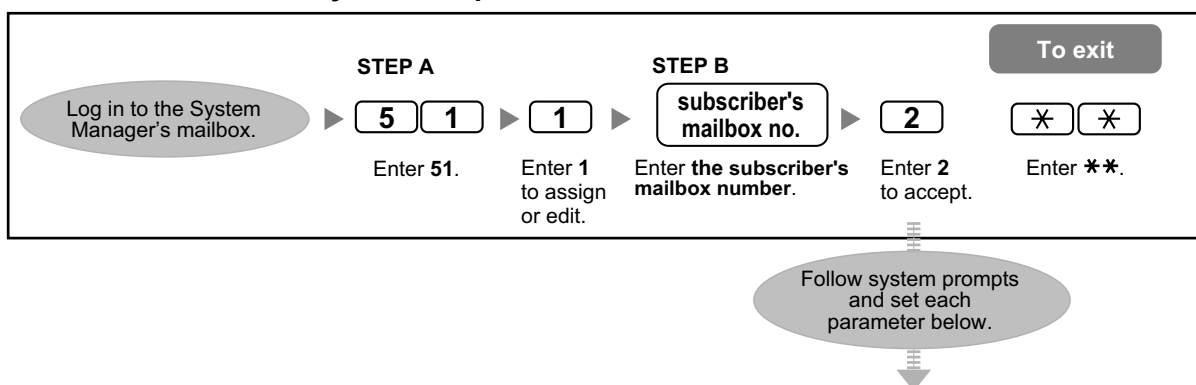 STEP A
STEP B
To exit
Log in to the System
Manager's mailbox.
5 1
1
subscriber's
mailbox no.
2
* *
Enter 51.
Enter 1
to assign
or edit.
Enter the subscriber's
mailbox number.
Enter 2
to accept.
Enter **.
Follow system prompts
and set each
parameter below.